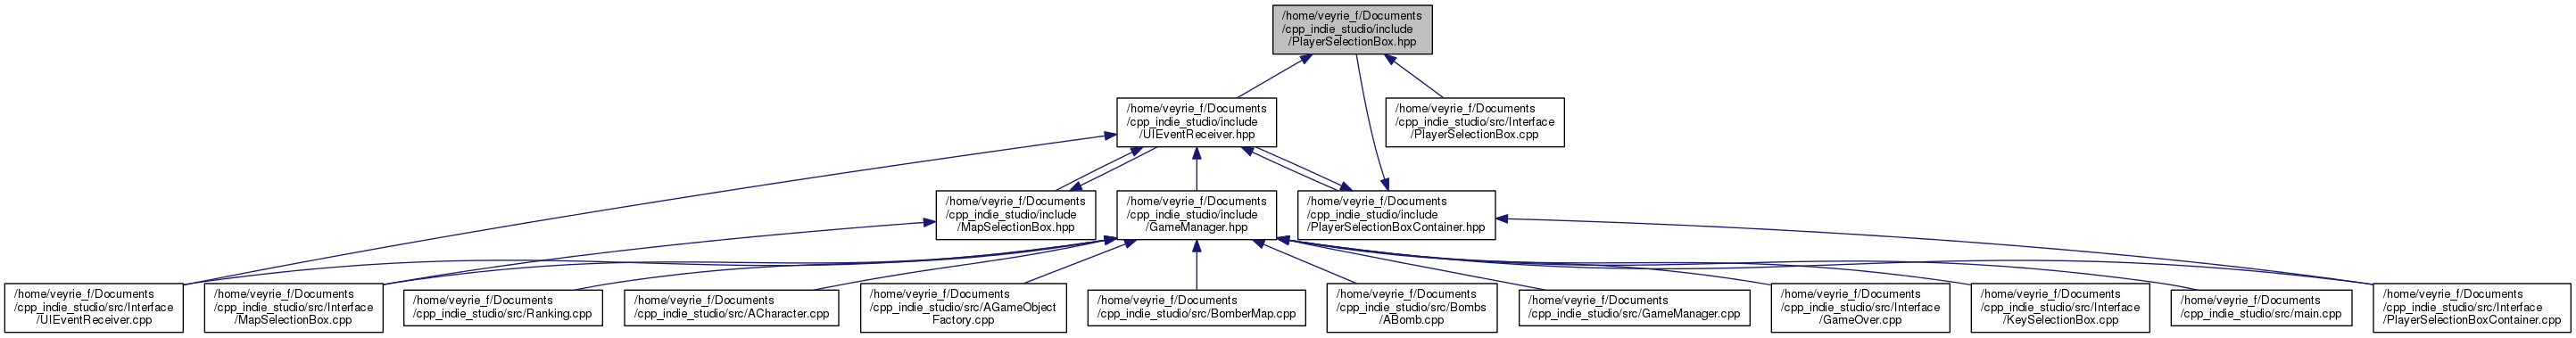 /home/veyrie_f/Documents
/cpp_indie_studio/include
/PlayerSelectionBox.hpp
/home/veyrie_f/Documents
/cpp_indie_studio/include
/UIEventReceiver.hpp
/home/veyrie_f/Documents
/cpp_indie_studio/src/Interface
/PlayerSelectionBox.cpp
/home/veyrie_f/Documents
/cpp_indie_studio/include
/MapSelectionBox.hpp
/home/veyrie_f/Documents
/cpp_indie_studio/include
/GameManager.hpp
/home/veyrie_f/Documents
/cpp_indie_studio/include
/PlayerSelectionBoxContainer.hpp
/home/veyrie_f/Documents
/cpp_indie_studio/src/Interface
/UIEventReceiver.cpp
/home/veyrie_f/Documents
/cpp_indie_studio/src/Interface
/MapSelectionBox.cpp
/home/veyrie_f/Documents
/cpp_indie_studio/src/Ranking.cpp
/home/veyrie_f/Documents
/cpp_indie_studio/src/ACharacter.cpp
/home/veyrie_f/Documents
/cpp_indie_studio/src/AGameObject
Factory.cpp
/home/veyrie_f/Documents
/cpp_indie_studio/src/BomberMap.cpp
/home/veyrie_f/Documents
/cpp_indie_studio/src/Bombs
/ABomb.cpp
/home/veyrie_f/Documents
/cpp_indie_studio/src/GameManager.cpp
/home/veyrie_f/Documents
/cpp_indie_studio/src/Interface
/GameOver.cpp
/home/veyrie_f/Documents
/cpp_indie_studio/src/Interface
/KeySelectionBox.cpp
/home/veyrie_f/Documents
/cpp_indie_studio/src/main.cpp
/home/veyrie_f/Documents
/cpp_indie_studio/src/Interface
/PlayerSelectionBoxContainer.cpp